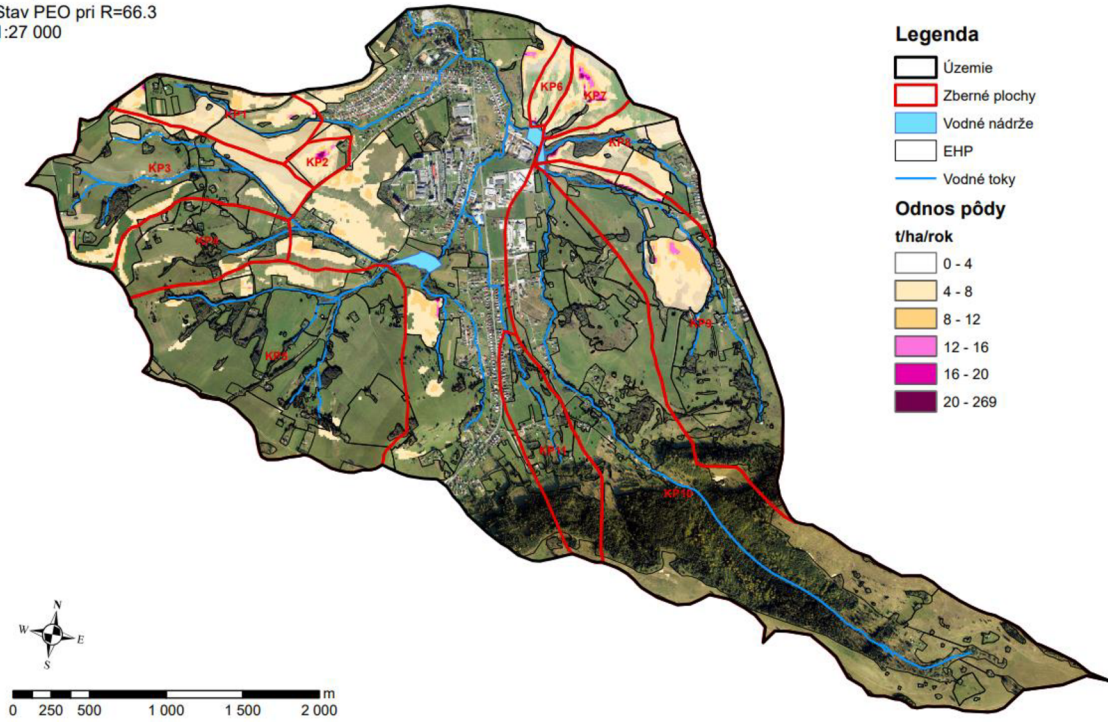 Stav PEO pri R=66.3
1:27 000
Legenda
Územie
Zberné plochy
Vodné nádrže
EHP
Vodné toky
Odnos pôdy
t/ha/rok
0 - 4
4 - 8
8 - 12
12 - 16
16 - 20
20 - 269
KP6
KP7
KP1
KP2
KP3
KP5
KP9
KP11
KP10
N
W
E
S
0 250 500 1 000 1 500 2 000 m